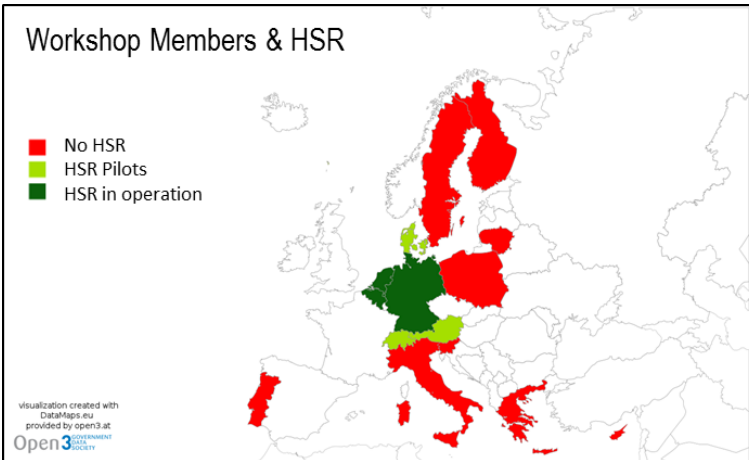 Workshop Members & HSR
No HSR
HSR Pilots
HSR in operation
visualization created with
DataMaps.eu
provided by open3.at
Open3
GOVERNMENT
DATA
SOCIETY